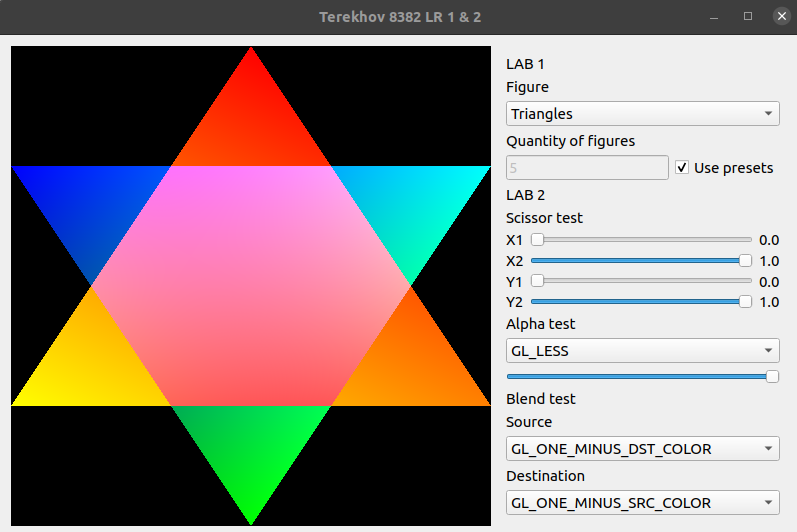 Terekhov 8382 LR 1 & 2
LAB 1
Figure
Triangles
Quantity of figures
5
Use presets
LAB 2
Scissor test
X1 0.0
X2 1.0
Y1 0.0
Y2 1.0
Alpha test
GL_LESS
Blend test
Source
GL_ONE_MINUS_DST_COLOR
Destination
GL_ONE_MINUS_SRC_COLOR